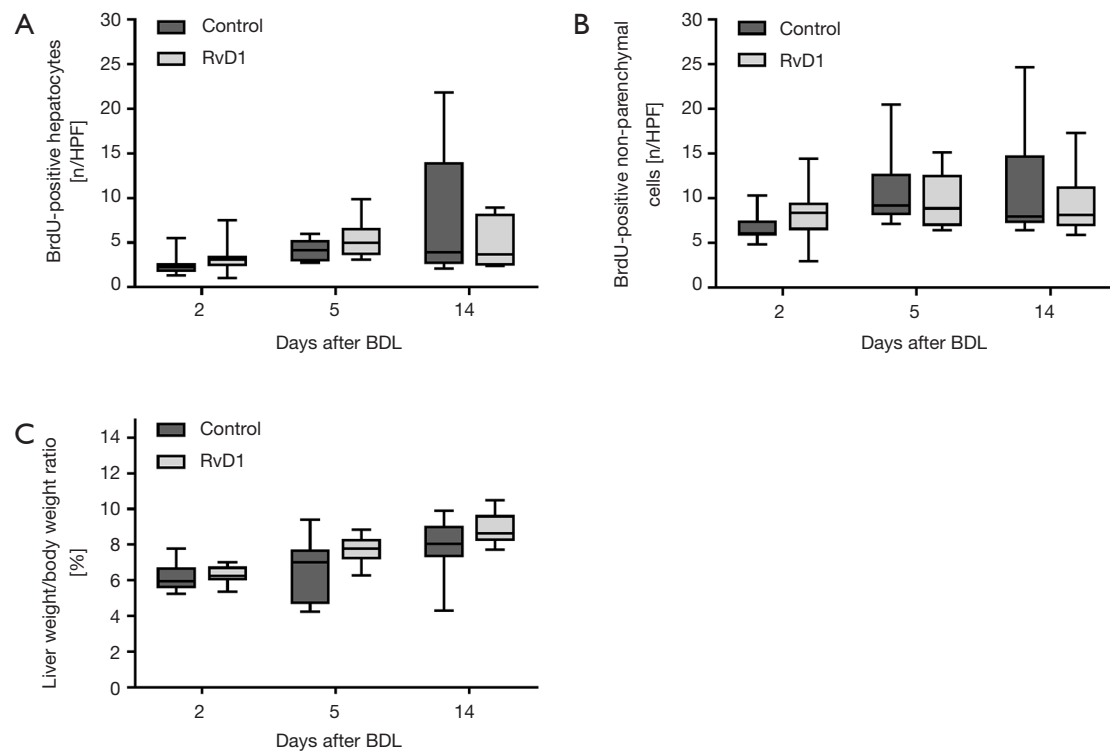 A
BrdU-positive hepatocytes
[n/HPF]
30
25
20
15
10
5
0
Control
RvD1
2 5 14
Days after BDL
B
BrdU-positive non-parenchymal
cells [n/HPF]
30
25
20
15
10
5
0
Control
RvD1
2 5 14
Days after BDL
C
Liver weight/body weight ratio
[%]
14
12
10
8
6
4
2
0
Control
RvD1
2 5 14
Days after BDL